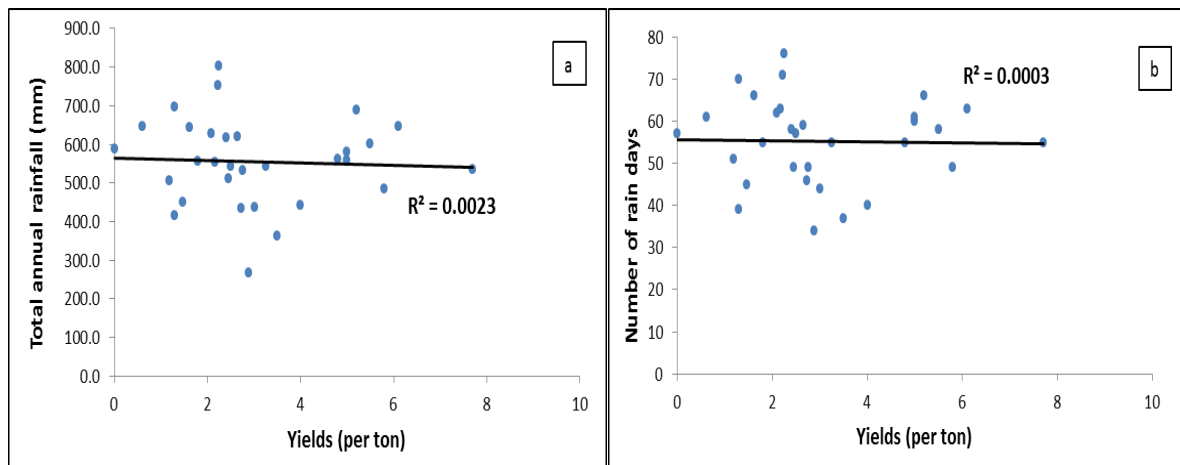 Total annual rainfall (mm)
900.0
800.0
700.0
600.0
500.0
400.0
300.0
200.0
100.0
0.0
a
R² = 0.0023
0 2 4 6 8 10
Yields (per ton)
Number of rain days
80
70
60
50
40
30
20
10
0
b
R² = 0.0003
0 2 4 6 8 10
Yields (per ton)